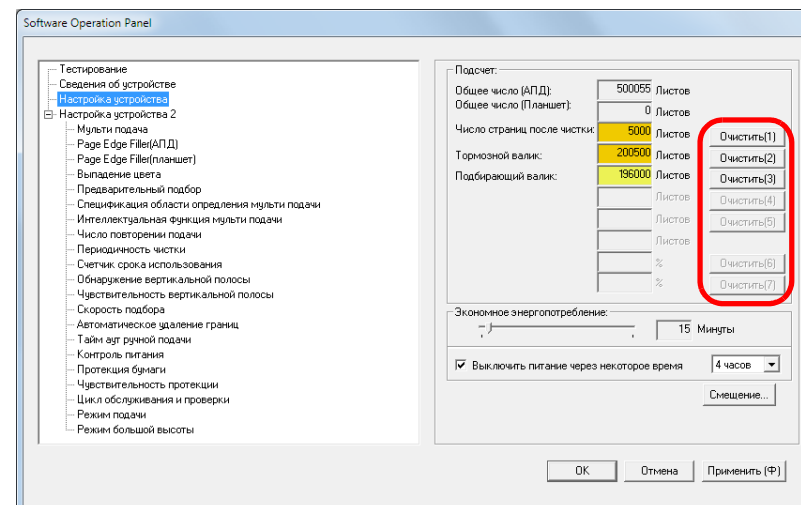 Software Operation Panel
Тестирование
Сведения об устройстве
Настройка устройства
Настройка устройства 2
Мульти подача
Page Edge Filler(АПД)
Page Edge Filler(планшет)
Выпадение цвета
Предварительный подбор
Спецификация области опредления мульти подачи
Интеллектуальная функция мульти подачи
Число повторении подачи
Периодичность чистки
Счетчик срока использования
Обнаружение вертикальной полосы
Чувствительность вертикальной полосы
Скорость подбора
Автоматическое удаление границ
Тайм аут ручной подачи
Контроль питания
Протекция бумаги
Чувствительность протекции
Цикл обслуживания и проверки
Режим подачи
Режим большой высоты
Подсчет:
Общее число (АПД): 500055 Листов
Общее число (Планшет): 0 Листов
Число страниц после чистки: 5000 Листов Очистить(1)
Тормозной валик: 200500 Листов Очистить(2)
Подбирающий валик: 196000 Листов Очистить(3)
Листов Очистить(4)
Листов Очистить(5)
Листов
% Очистить(6)
% Очистить(7)
Экономное энергопотребление:
15 Минуты
Выключить питание через некоторое время 4 часов
Смещение...
OK Отмена Применить (Ф)